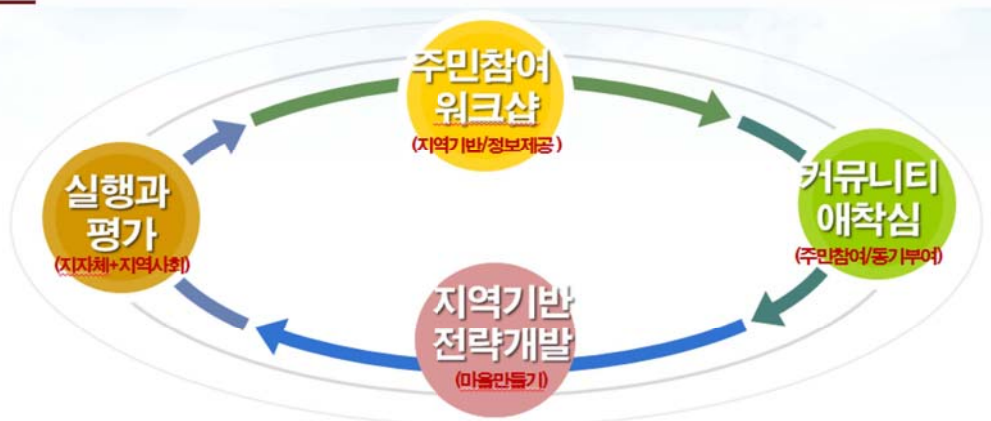 주민참여
워크샵
(지역기반/정보제공 )
커뮤니티
애착심
(주민참여/동기부여)
지역기반
전략개발
(마을만들기)
실행과
평가
(지자체+지역사회)